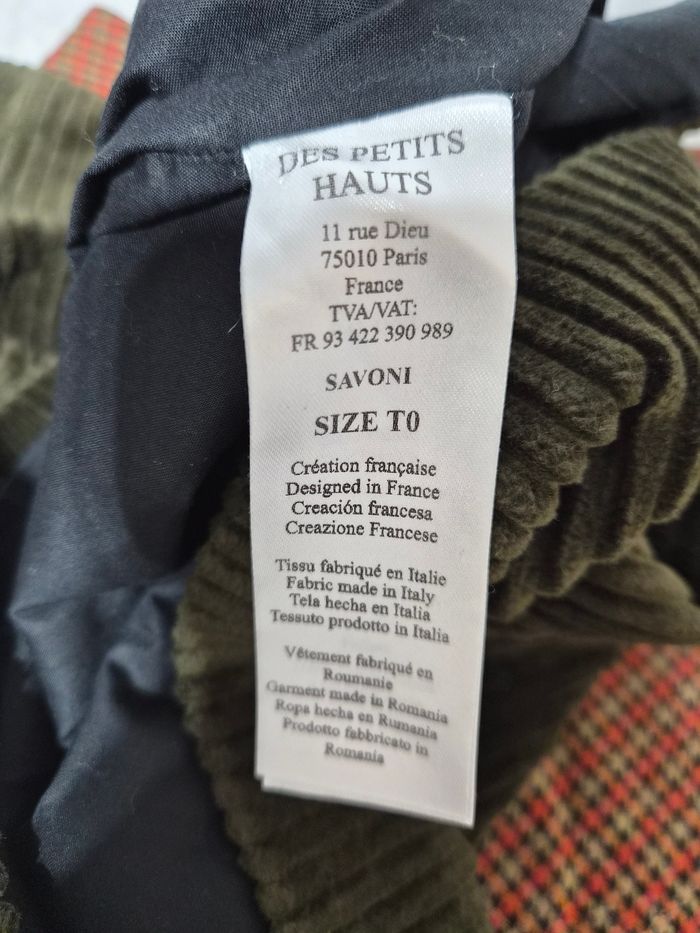 DES PETITS
HAUTS
11 rue Dieu
75010 Paris
France
TVA/VAT:
FR 93 422 390 989
SAVONI
SIZE T0
Création française
Designed in France
Creación francesa
Creazione Francese
Tissu fabriqué en Italie
Fabric made in Italy
Tela hecha en Italia
Tessuto prodotto in Italia
Vêtement fabriqué en
Roumanie
Garment made in Romania
Ropa hecha en Rumania
Prodotto fabbricato in
Romania